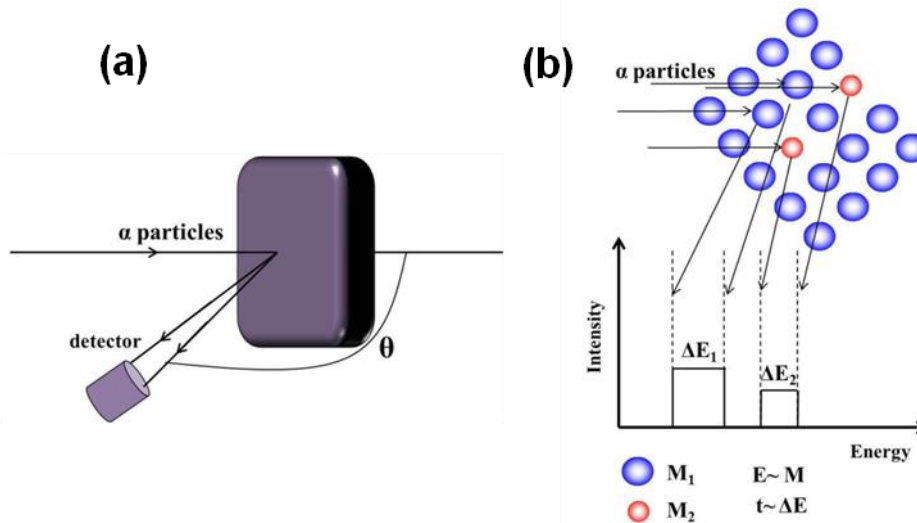 (a)
α particles
detector
θ
(b)
α particles
Intensity
ΔE₁
ΔE₂
Energy
M₁
E~ M
M₂
t~ ΔE